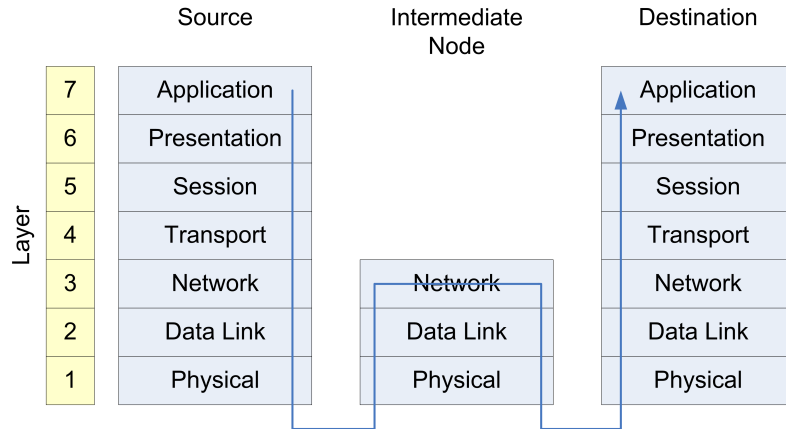 Source
Intermediate
Node
Destination
Layer
7
Application
Application
6
Presentation
Presentation
5
Session
Session
4
Transport
Transport
3
Network
Network
Network
2
Data Link
Data Link
Data Link
1
Physical
Physical
Physical